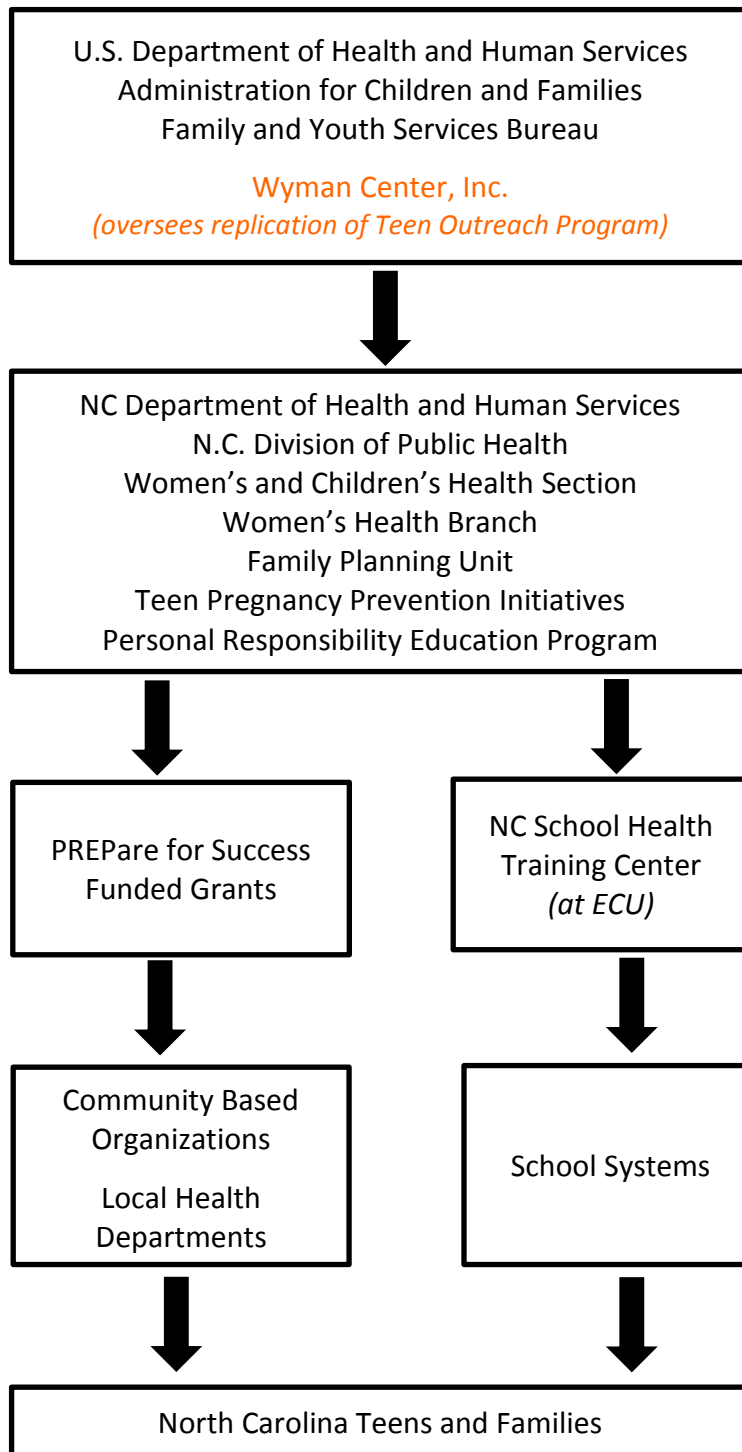 U.S. Department of Health and Human Services
Administration for Children and Families
Family and Youth Services Bureau
Wyman Center, Inc.
(oversees replication of Teen Outreach Program)
NC Department of Health and Human Services
N.C. Division of Public Health
Women’s and Children’s Health Section
Women’s Health Branch
Family Planning Unit
Teen Pregnancy Prevention Initiatives
Personal Responsibility Education Program
PREPare for Success
Funded Grants
NC School Health
Training Center
(at ECU)
Community Based
Organizations
Local Health
Departments
School Systems
North Carolina Teens and Families